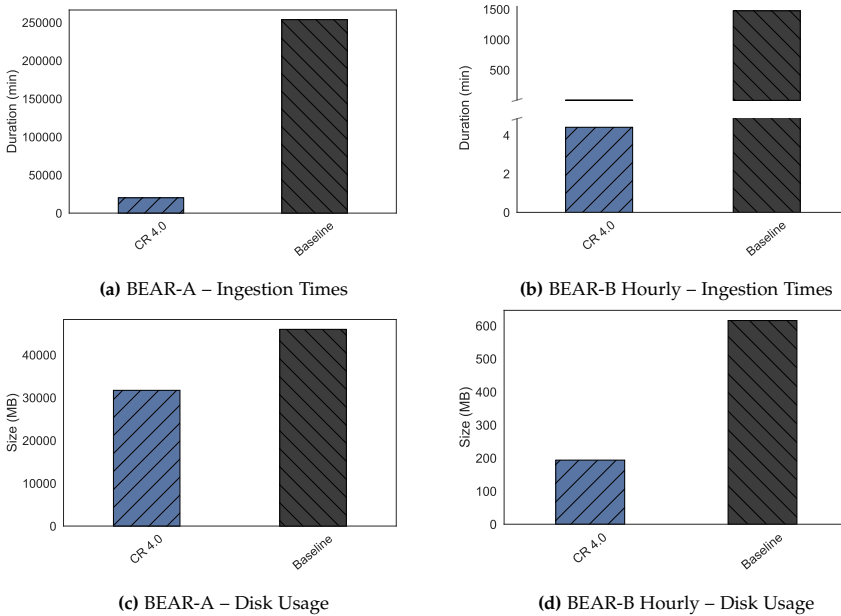 250000
200000
150000
100000
50000
0
Duration (min)
CR 4.0
Baseline
(a) BEAR-A – Ingestion Times
1500
1000
500
4
2
0
Duration (min)
CR 4.0
Baseline
(b) BEAR-B Hourly – Ingestion Times
40000
30000
20000
10000
0
Size (MB)
CR 4.0
Baseline
(c) BEAR-A – Disk Usage
600
500
400
300
200
100
0
Size (MB)
CR 4.0
Baseline
(d) BEAR-B Hourly – Disk Usage